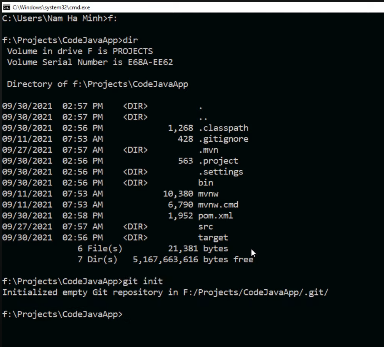 C:\Windows\system32\cmd.exe
C:\Users\Nam Ha Minh>f:
f:\Projects\CodeJavaApp>dir
Volume in drive F is PROJECTS
Volume Serial Number is E68A-EE62
Directory of f:\Projects\CodeJavaApp
09/30/2021  02:57 PM    <DIR>          .
09/30/2021  02:57 PM    <DIR>          ..
09/30/2021  02:56 PM             1,268 .classpath
09/11/2021  07:53 AM               428 .gitignore
09/27/2021  07:57 AM    <DIR>          .mvn
09/30/2021  02:56 PM               563 .project
09/30/2021  02:56 PM    <DIR>          .settings
09/30/2021  02:56 PM    <DIR>          bin
09/11/2021  07:53 AM            10,380 mvnw
09/11/2021  07:53 AM             6,790 mvnw.cmd
09/30/2021  02:58 PM             1,952 pom.xml
09/27/2021  07:57 AM    <DIR>          src
09/30/2021  02:56 PM    <DIR>          target
6 File(s)         21,381 bytes
7 Dir(s)   5,167,663,616 bytes free
f:\Projects\CodeJavaApp>git init
Initialized empty Git repository in F:/Projects/CodeJavaApp/.git/
f:\Projects\CodeJavaApp>